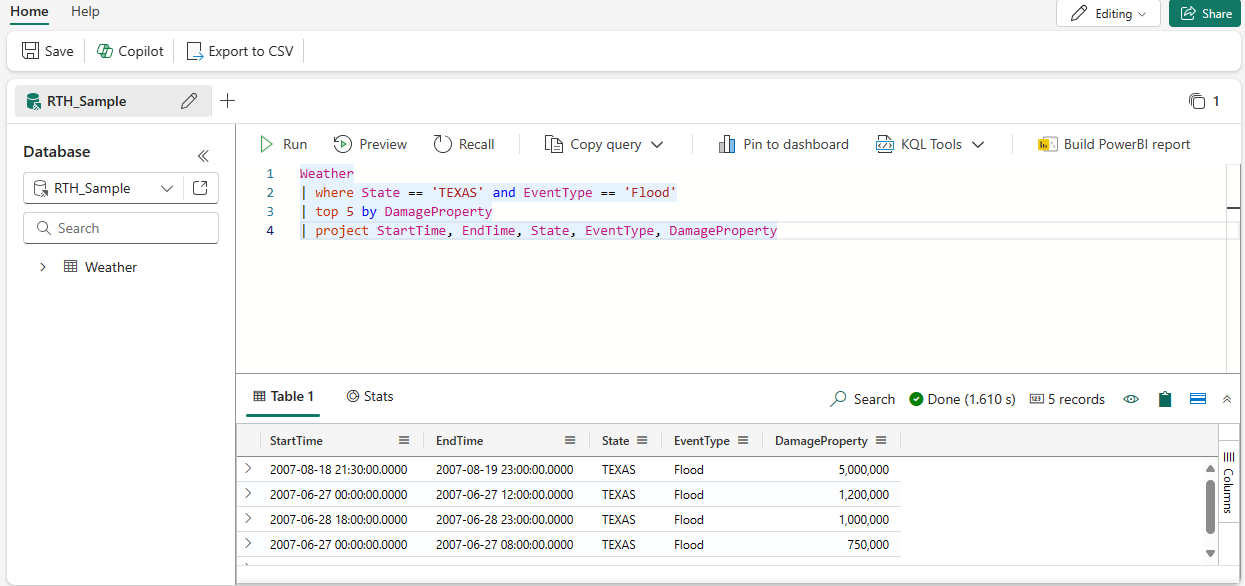 Home Help
Editing Share
Save Copilot Export to CSV
RTH_Sample 1
Database
RTH_Sample
Search
Weather
Run Preview Recall Copy query Pin to dashboard KQL Tools Build PowerBI report
1 Weather
2 | where State == 'TEXAS' and EventType == 'Flood'
3 | top 5 by DamageProperty
4 | project StartTime, EndTime, State, EventType, DamageProperty
Table 1 Stats Search Done (1.610 s) 5 records
StartTime EndTime State EventType DamageProperty
2007-08-18 21:30:00.0000 2007-08-19 23:00:00.0000 TEXAS Flood 5,000,000
2007-06-27 00:00:00.0000 2007-06-27 12:00:00.0000 TEXAS Flood 1,200,000
2007-06-28 18:00:00.0000 2007-06-28 23:00:00.0000 TEXAS Flood 1,000,000
2007-06-27 00:00:00.0000 2007-06-27 08:00:00.0000 TEXAS Flood 750,000
Columns